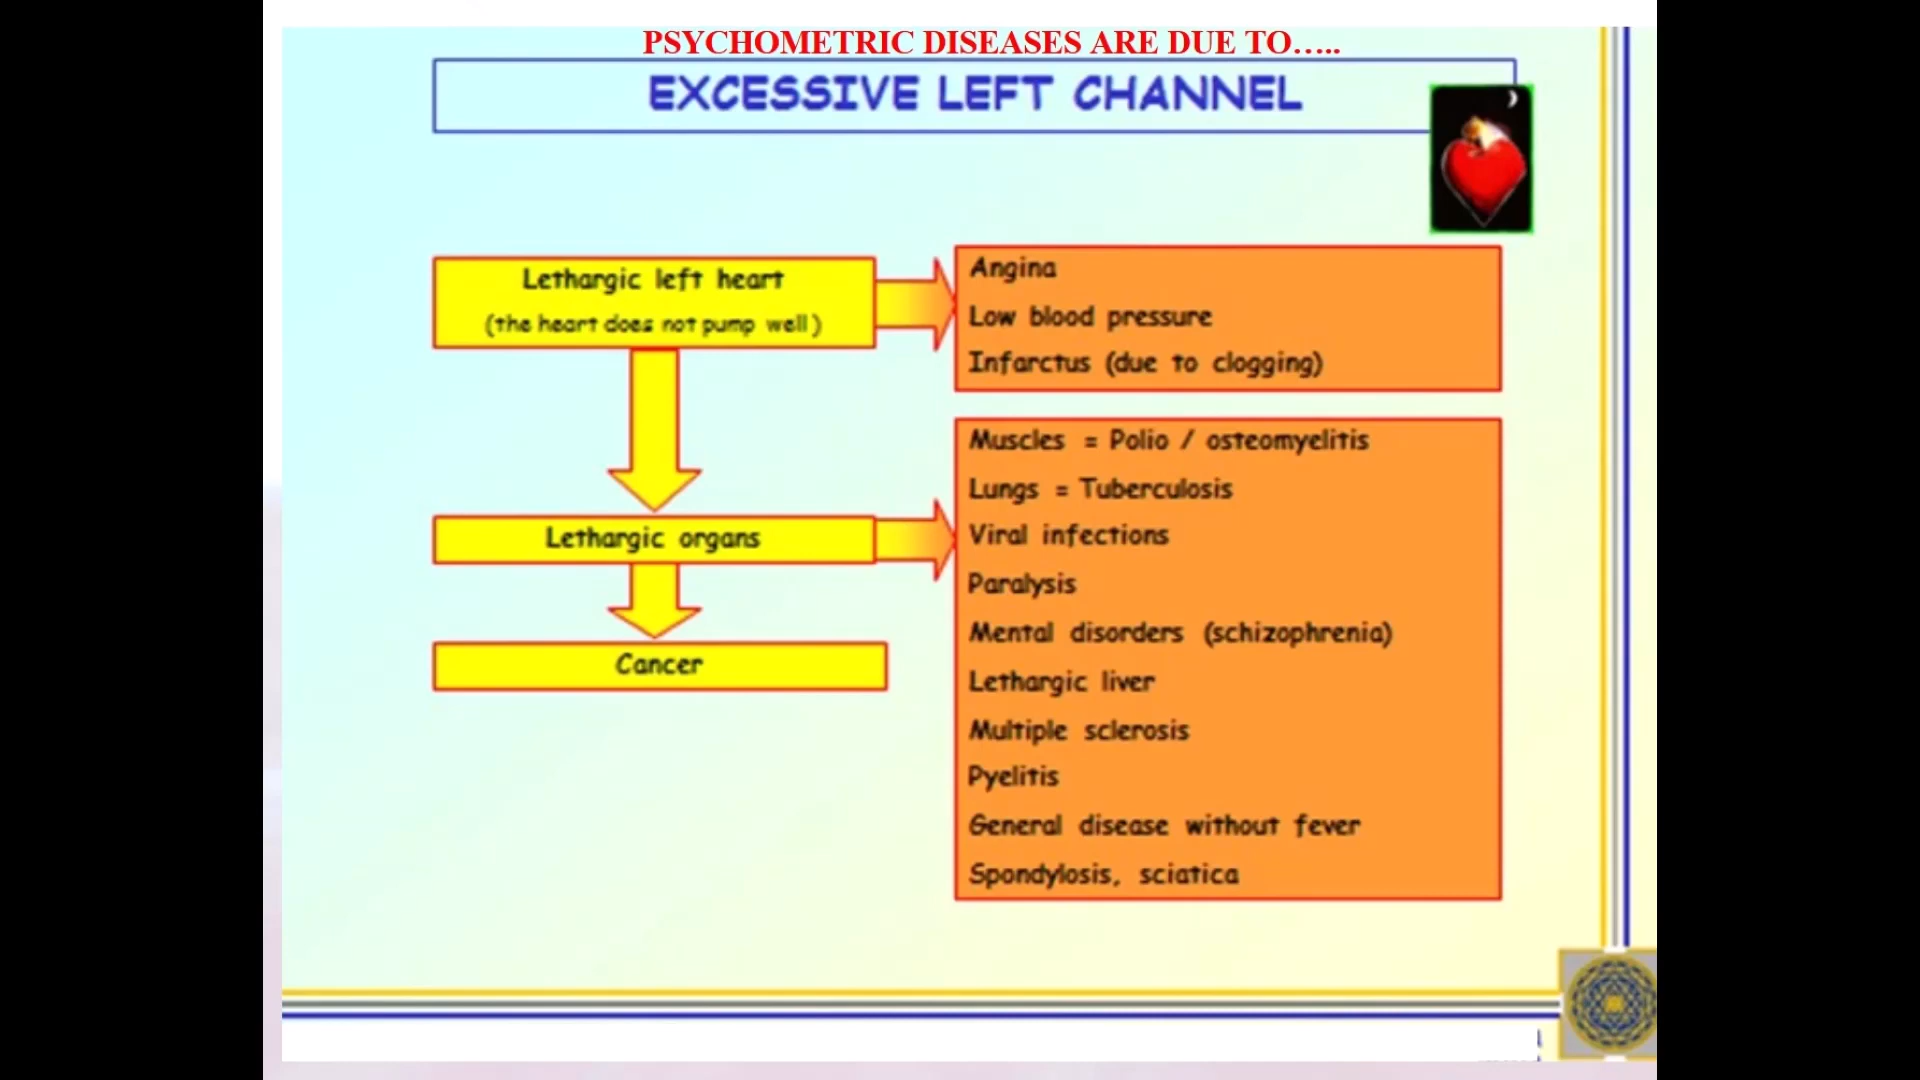 PSYCHOMETRIC DISEASES ARE DUE TO.....
EXCESSIVE LEFT CHANNEL
Lethargic left heart
(the heart does not pump well)
Angina
Low blood pressure
Infarctus (due to clogging)
Lethargic organs
Muscles = Polio / osteomyelitis
Lungs = Tuberculosis
Viral infections
Paralysis
Mental disorders (schizophrenia)
Lethargic liver
Multiple sclerosis
Pyelitis
General disease without fever
Spondylosis, sciatica
Cancer